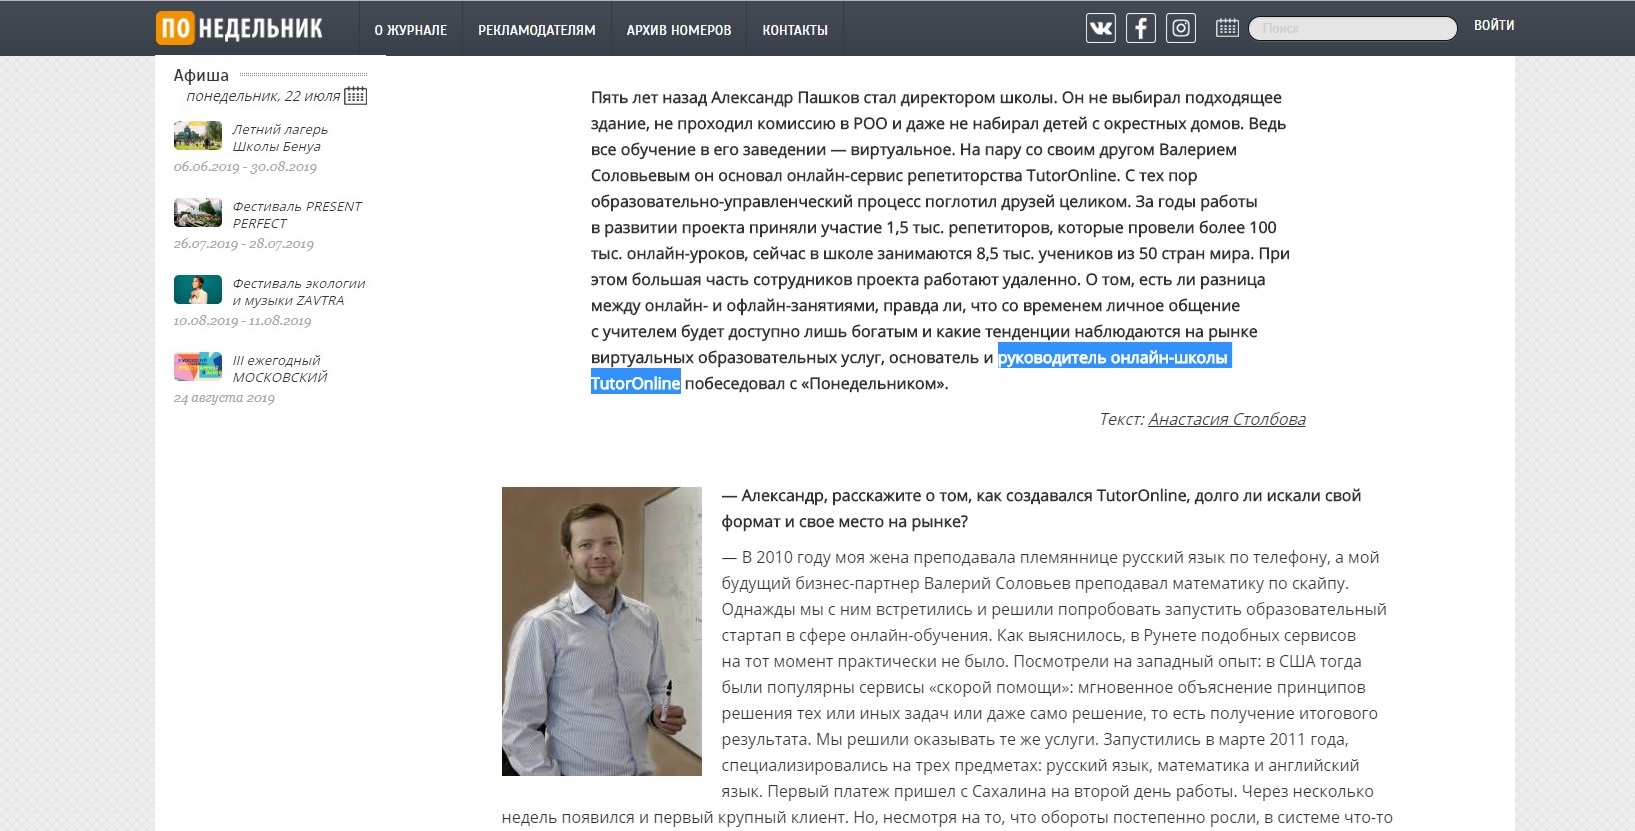 ПОНЕДЕЛЬНИК
О ЖУРНАЛЕ
РЕКЛАМОДАТЕЛЯМ
АРХИВ НОМЕРОВ
КОНТАКТЫ
Поиск
ВОЙТИ
Афиша
понедельник, 22 июля
Летний лагерь
Школы Бенуа
06.06.2019 - 30.08.2019
Фестиваль PRESENT
PERFECT
26.07.2019 - 28.07.2019
Фестиваль экологии
и музыки ZAVTRA
10.08.2019 - 11.08.2019
III ежегодный
МОСКОВСКИЙ
24 августа 2019
Пять лет назад Александр Пашков стал директором школы. Он не выбирал подходящее
здание, не проходил комиссию в РОО и даже не набирал детей с окрестных домов. Ведь
все обучение в его заведении — виртуальное. На пару со своим другом Валерием
Соловьевым он основал онлайн-сервис репетиторства TutorOnline. С тех пор
образовательно-управленческий процесс поглотил друзей целиком. За годы работы
в развитии проекта приняли участие 1,5 тыс. репетиторов, которые провели более 100
тыс. онлайн-уроков, сейчас в школе занимаются 8,5 тыс. учеников из 50 стран мира. При
этом большая часть сотрудников проекта работают удаленно. О том, есть ли разница
между онлайн- и офлайн-занятиями, правда ли, что со временем личное общение
с учителем будет доступно лишь богатым и какие тенденции наблюдаются на рынке
виртуальных образовательных услуг, основатель и руководитель онлайн-школы
TutorOnline побеседовал с «Понедельником».
Текст: Анастасия Столбова
— Александр, расскажите о том, как создавался TutorOnline, долго ли искали свой
формат и свое место на рынке?
— В 2010 году моя жена преподавала племяннице русский язык по телефону, а мой
будущий бизнес-партнер Валерий Соловьев преподавал математику по скайпу.
Однажды мы с ним встретились и решили попробовать запустить образовательный
стартап в сфере онлайн-обучения. Как выяснилось, в Рунете подобных сервисов
на тот момент практически не было. Посмотрели на западный опыт: в США тогда
были популярны сервисы «скорой помощи»: мгновенное объяснение принципов
решения тех или иных задач или даже само решение, то есть получение итогового
результата. Мы решили оказывать те же услуги. Запустились в марте 2011 года,
специализировались на трех предметах: русский язык, математика и английский
язык. Первый платеж пришел с Сахалина на второй день работы. Через несколько
недель появился и первый крупный клиент. Но, несмотря на то, что обороты постепенно росли, в системе что-то